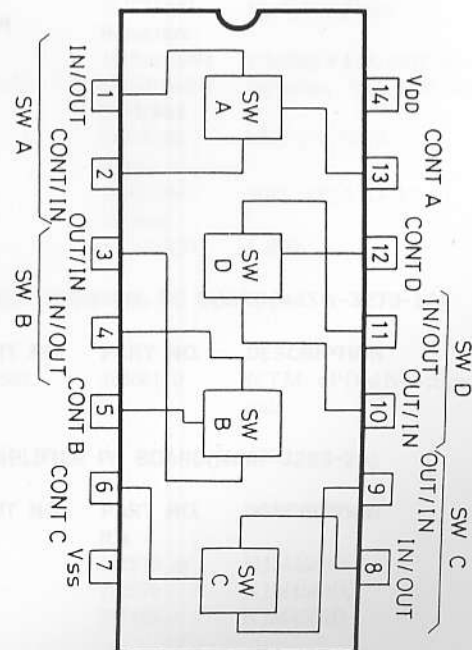 SW A
IN/OUT
1
CONT/IN
2
SW B
OUT/IN
3
IN/OUT
4
CONT B
5
CONT C
6
Vss
7
SW
A
SW
D
SW
B
SW
C
14
VDD
13
CONT A
12
CONT D
11
IN/OUT
10
OUT/IN
SW D
9
OUT/IN
8
IN/OUT
SW C